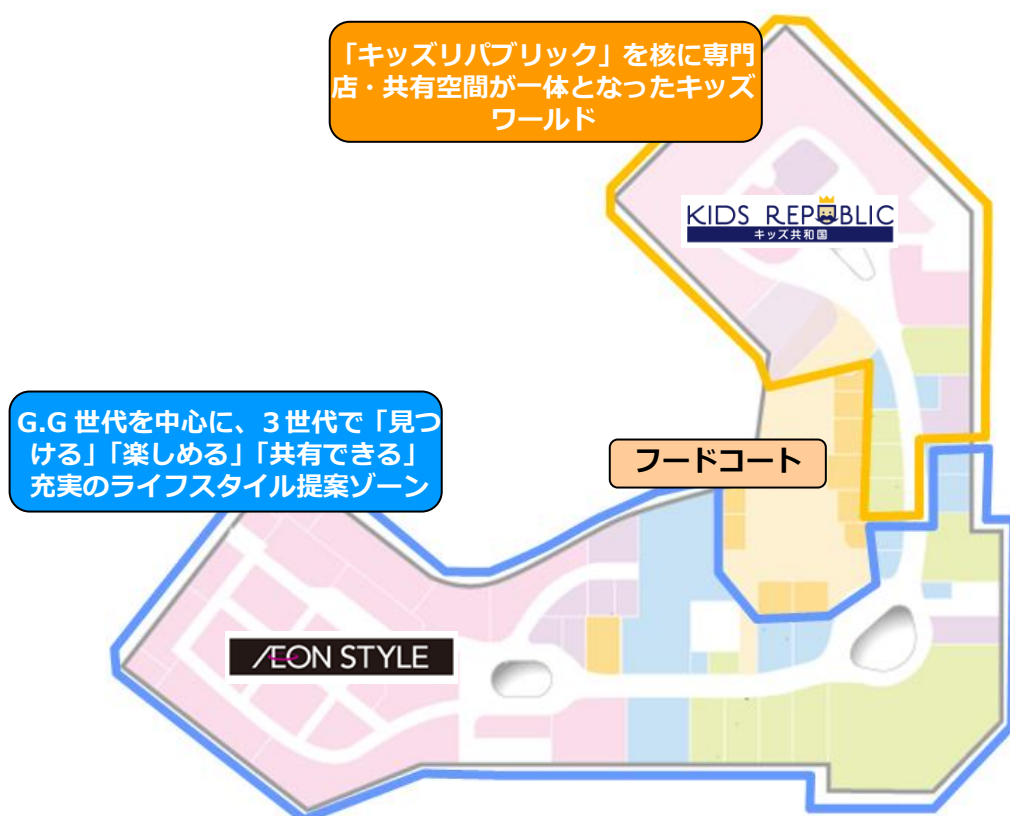 「キッズリパブリック」を核に専門
店・共有空間が一体となったキッズ
ワールド
KIDS REPUBLIC
キッズ共和国
G.G 世代を中心に、3世代で「見つ
ける」「楽しめる」「共有できる」
充実のライフスタイル提案ゾーン
フードコート
ÆON STYLE